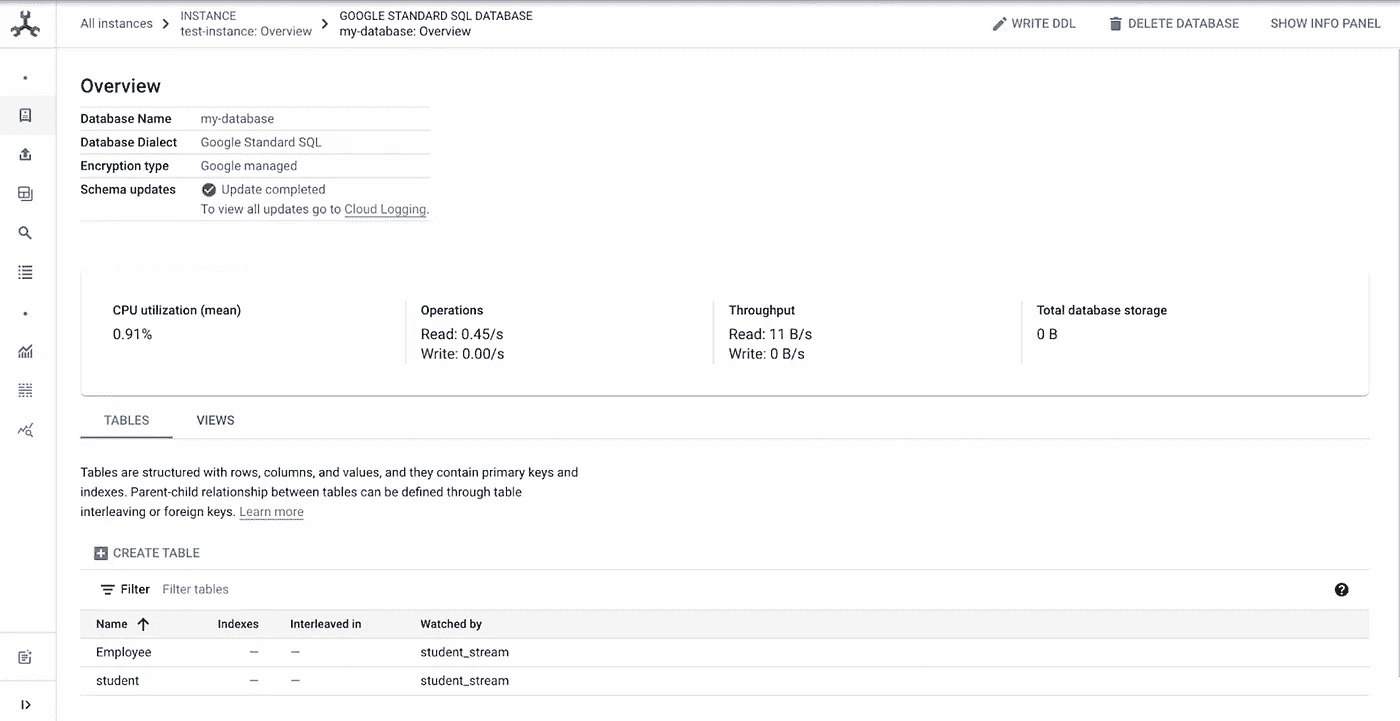 All instances
INSTANCE
test-instance: Overview
GOOGLE STANDARD SQL DATABASE
my-database: Overview
WRITE DDL
DELETE DATABASE
SHOW INFO PANEL
Overview
Database Name my-database
Database Dialect Google Standard SQL
Encryption type Google managed
Schema updates Update completed
To view all updates go to Cloud Logging.
CPU utilization (mean)
0.91%
Operations
Read: 0.45/s
Write: 0.00/s
Throughput
Read: 11 B/s
Write: 0 B/s
Total database storage
0 B
TABLES VIEWS
Tables are structured with rows, columns, and values, and they contain primary keys and
indexes. Parent-child relationship between tables can be defined through table
interleaving or foreign keys. Learn more
CREATE TABLE
Filter Filter tables
Name Indexes Interleaved in Watched by
Employee — — student_stream
student — — student_stream